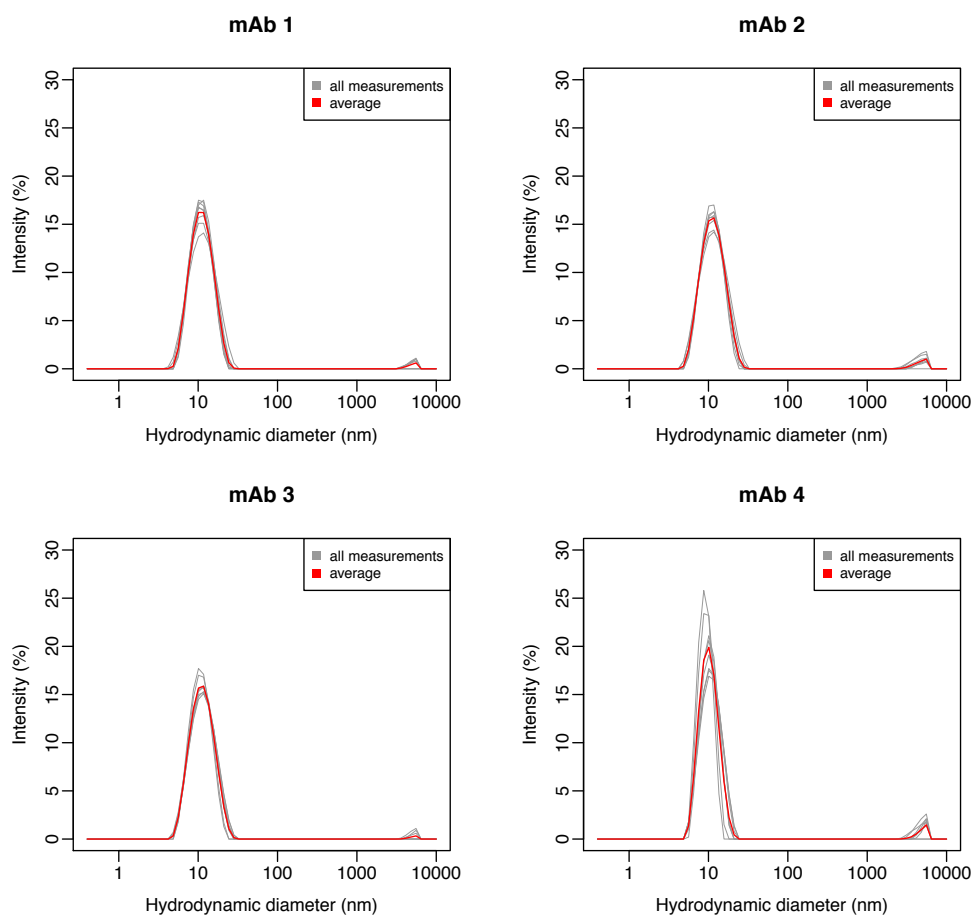 mAb 1
all measurements
average
Intensity (%)
0 5 10 15 20 25 30
1 10 100 1000 10000
Hydrodynamic diameter (nm)
mAb 2
all measurements
average
Intensity (%)
0 5 10 15 20 25 30
1 10 100 1000 10000
Hydrodynamic diameter (nm)
mAb 3
all measurements
average
Intensity (%)
0 5 10 15 20 25 30
1 10 100 1000 10000
Hydrodynamic diameter (nm)
mAb 4
all measurements
average
Intensity (%)
0 5 10 15 20 25 30
1 10 100 1000 10000
Hydrodynamic diameter (nm)